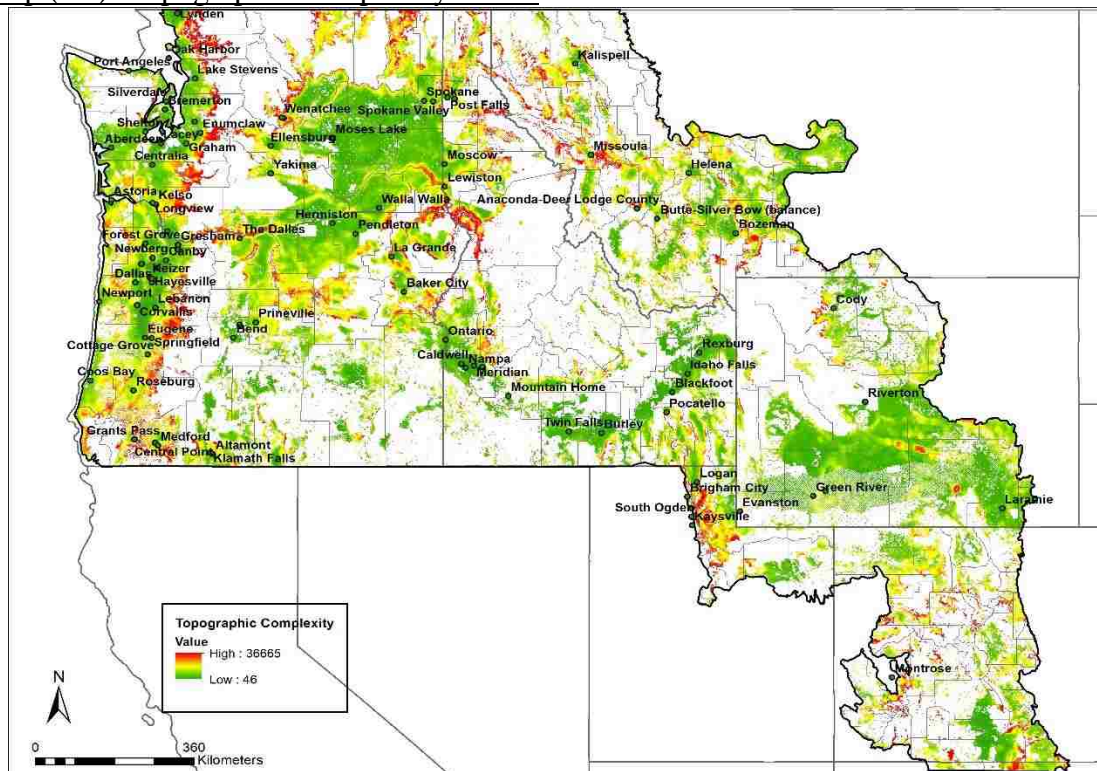 Lynden
Oak Harbor
Port Angeles
Lake Stevens
Kalispell
Silverdale
Bremerton
Spokane
Spokane Valley
Post Falls
Wenatchee
Shelton
Enumclaw
Moses Lake
Lacey
Ellensburg
Aberdeen
Graham
Missoula
Centralia
Moscow
Helena
Yakima
Lewiston
Astoria
Kelso
Longview
Walla Walla
Anaconda-Deer Lodge County
Butte-Silver Bow (balance)
Hermiston
Pendleton
Bozeman
The Dalles
Forest Grove
Gresham
La Grande
Newberg
Canby
Dallas
Keizer
Hayesville
Baker City
Newport
Lebanon
Cody
Corvallis
Prineville
Bend
Eugene
Springfield
Ontario
Cottage Grove
Caldwell
Nampa
Meridian
Rexburg
Idaho Falls
Coos Bay
Roseburg
Mountain Home
Blackfoot
Riverton
Pocatello
Twin Falls
Burley
Grants Pass
Medford
Central Point
Altamont
Klamath Falls
Logan
Brigham City
Green River
South Ogden
Evanston
Laramie
Kaysville
Topographic Complexity
Value
High : 36665
Low : 46
Montrose
N
0
360
Kilometers